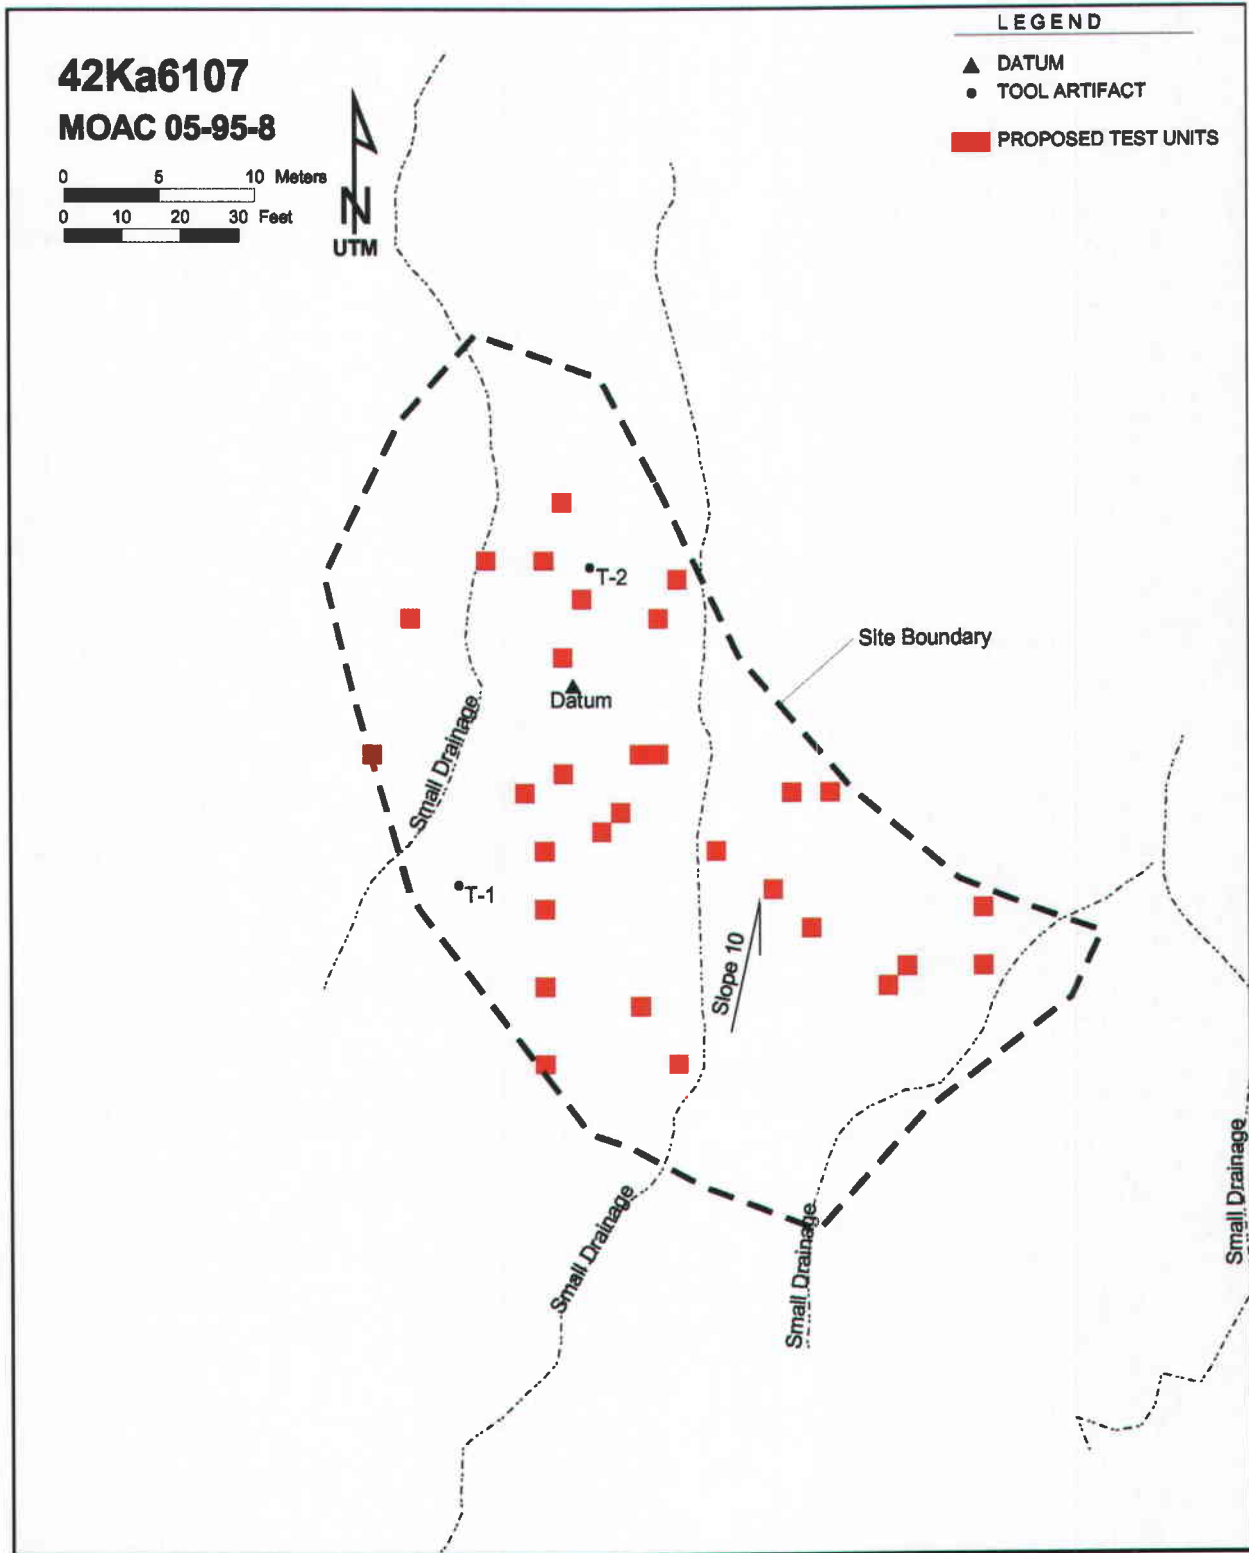 42Ka6107
MOAC 05-95-8
0 5 10 Meters
0 10 20 30 Feet
N
UTM
LEGEND
DATUM
TOOL ARTIFACT
PROPOSED TEST UNITS
T-2
Site Boundary
Datum
Small Drainage
T-1
Slope 10
Small Drainage
Small Drainage
Small Drainage